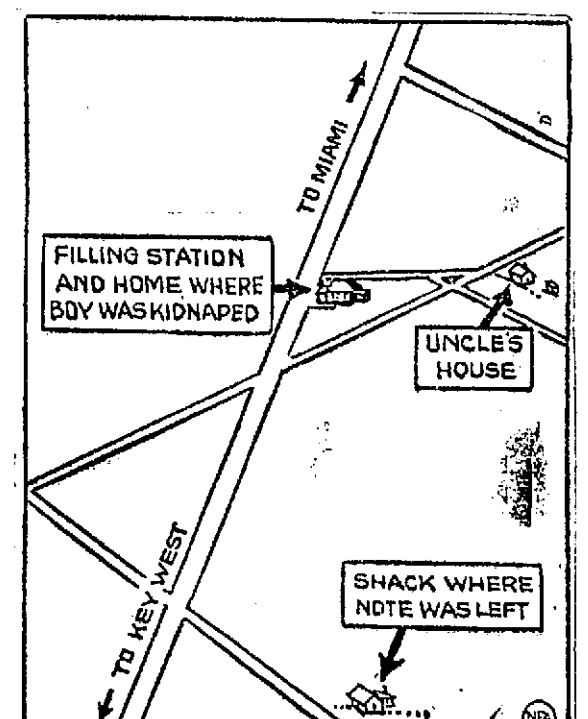 TO MIAMI
FILLING STATION
AND HOME WHERE
BOY WAS KIDNAPED
UNCLE'S
HOUSE
SHACK WHERE
NOTE WAS LEFT
TO KEY WEST